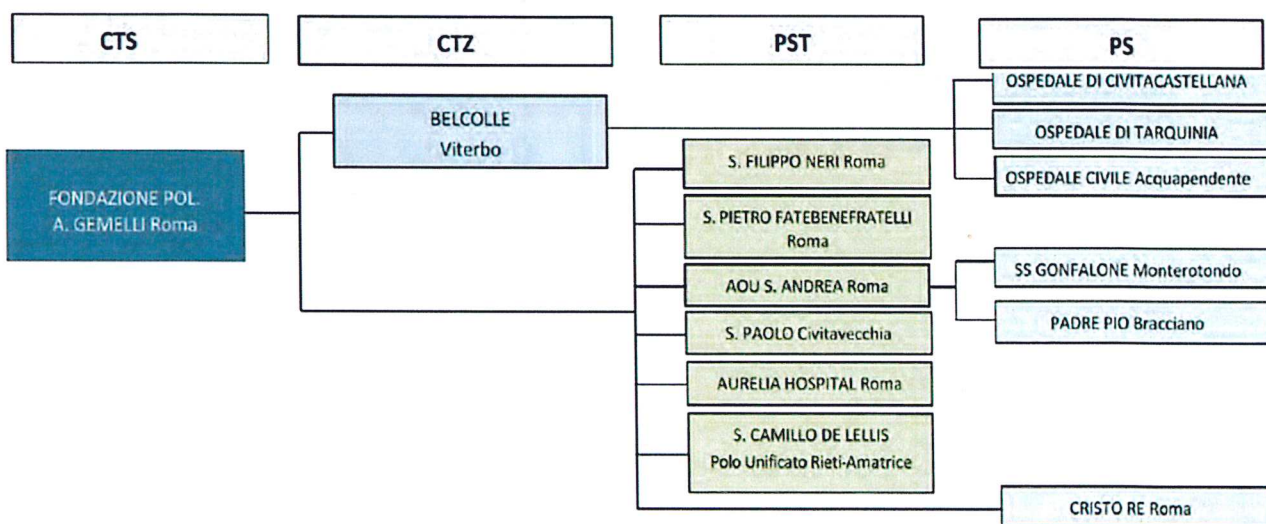 CTS
CTZ
PST
PS
FONDAZIONE POL.
A. GEMELLI Roma
BELCOLLE
Viterbo
S. FILIPPO NERI Roma
S. PIETRO FATEBENEFRATELLI
Roma
AOU S. ANDREA Roma
S. PAOLO Civitavecchia
AURELIA HOSPITAL Roma
S. CAMILLO DE LELLIS
Polo Unificato Rieti-Amatrice
OSPEDALE DI CIVITACASTELLANA
OSPEDALE DI TARQUINIA
OSPEDALE CIVILE Acquapendente
SS GONFALONE Monterotondo
PADRE PIO Bracciano
CRISTO RE Roma